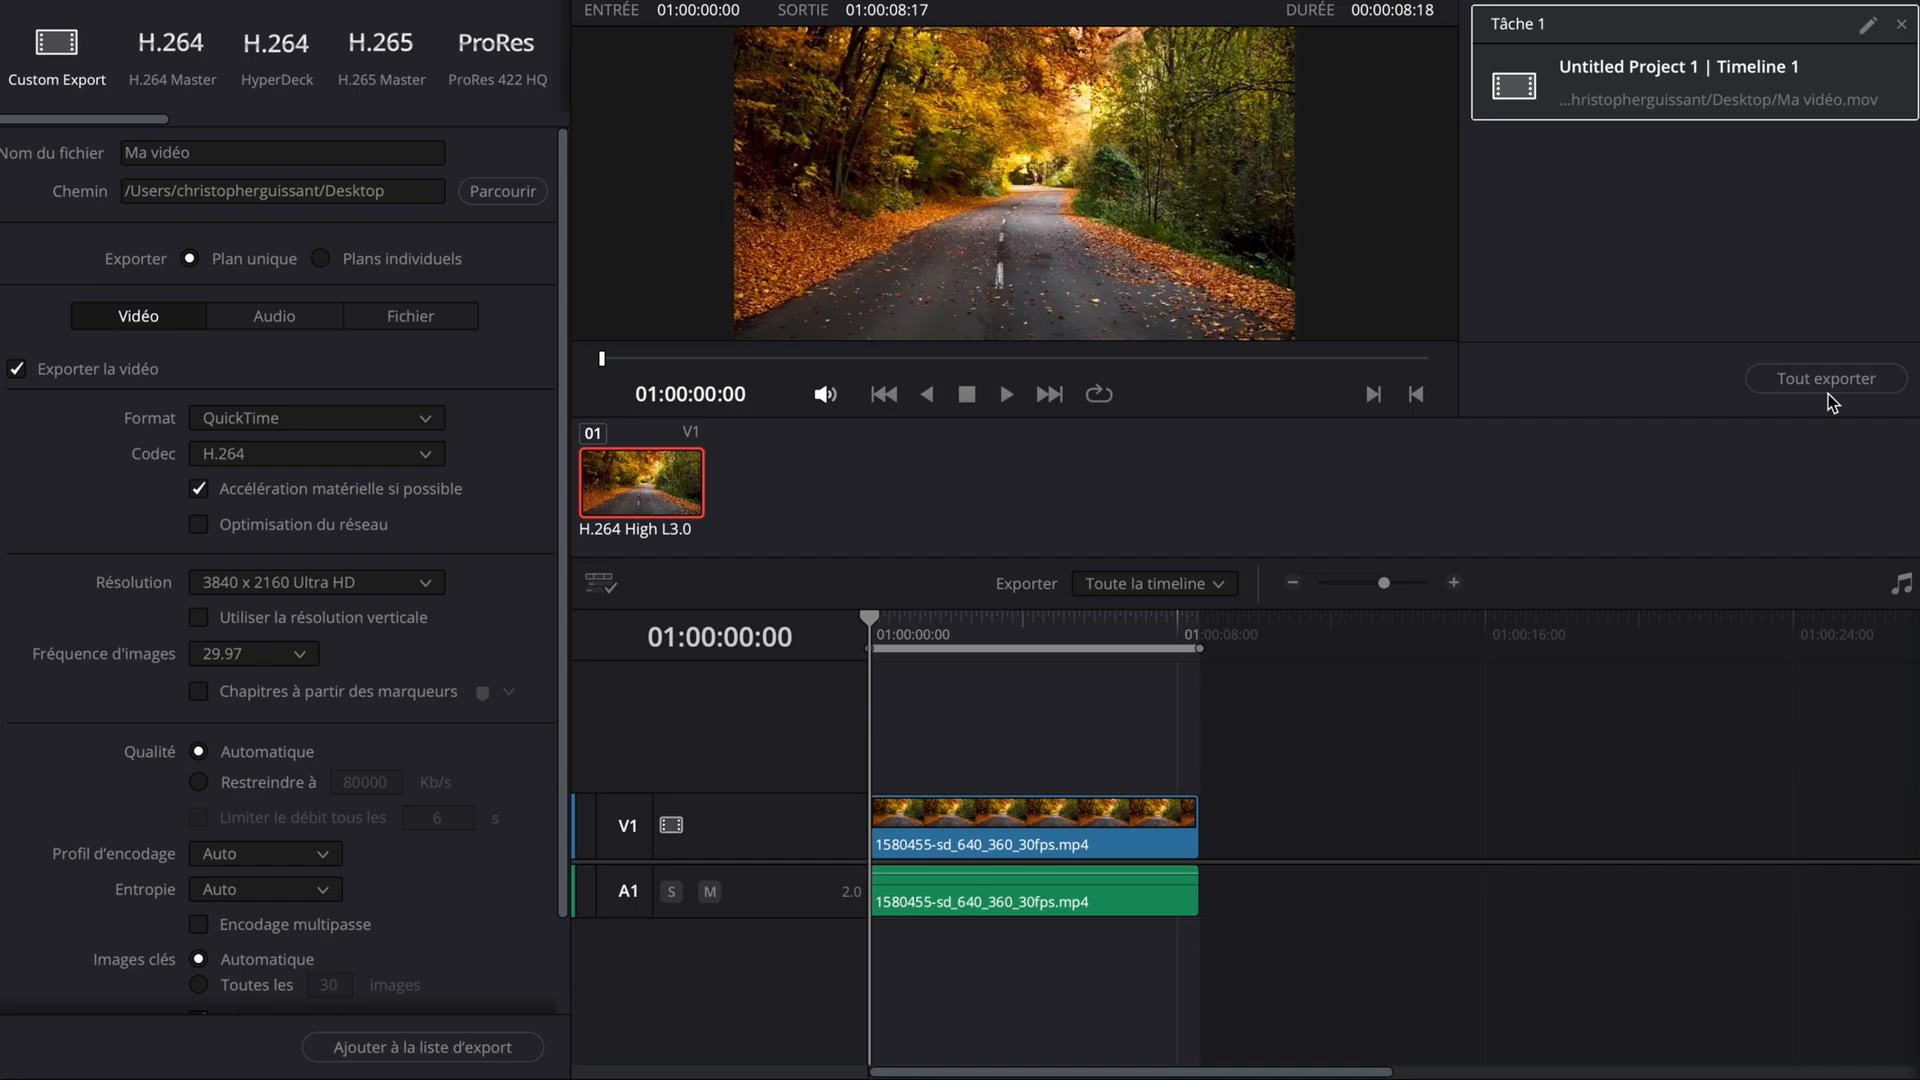 H.264
H.264
H.265
ProRes
Custom Export
H.264 Master
HyperDeck
H.265 Master
ProRes 422 HQ
Nom du fichier
Ma vidéo
Chemin
/Users/christopherguissant/Desktop
Parcourir
Exporter
Plan unique
Plans individuels
Vidéo
Audio
Fichier
Exporter la vidéo
Format
QuickTime
Codec
H.264
Accélération matérielle si possible
Optimisation du réseau
Résolution
3840 x 2160 Ultra HD
Utiliser la résolution verticale
Fréquence d'images
29.97
Chapitres à partir des marqueurs
Qualité
Automatique
Restreindre à
80000
Kb/s
Limiter le débit tous les
6
s
Profil d’encodage
Auto
Entropie
Auto
Encodage multipasse
Images clés
Automatique
Toutes les
30
images
Ajouter à la liste d’export
ENTRÉE
01:00:00:00
SORTIE
01:00:08:17
DURÉE
00:00:08:18
01:00:00:00
01
V1
H.264 High L3.0
Exporter
Toute la timeline
01:00:00:00
01:00:00:00
01:00:08:00
01:00:16:00
01:00:24:00
V1
1580455-sd_640_360_30fps.mp4
A1
S
M
2.0
1580455-sd_640_360_30fps.mp4
Tâche 1
Untitled Project 1 | Timeline 1
...hristopherguissant/Desktop/Ma vidéo.mov
Tout exporter